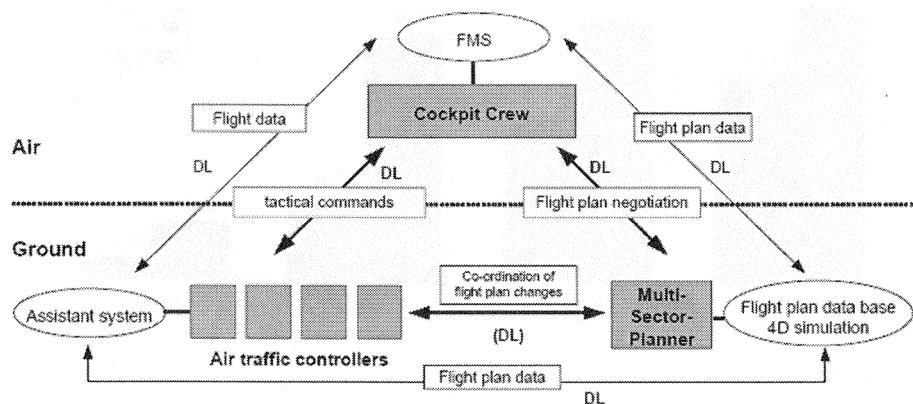 FMS
Cockpit Crew
Flight data
Flight plan data
Air
DL
DL
DL
DL
tactical commands
Flight plan negotiation
Ground
Assistant system
Air traffic controllers
Co-ordination of
flight plan changes
(DL)
Multi-
Sector-
Planner
Flight plan data base
4D simulation
Flight plan data
DL